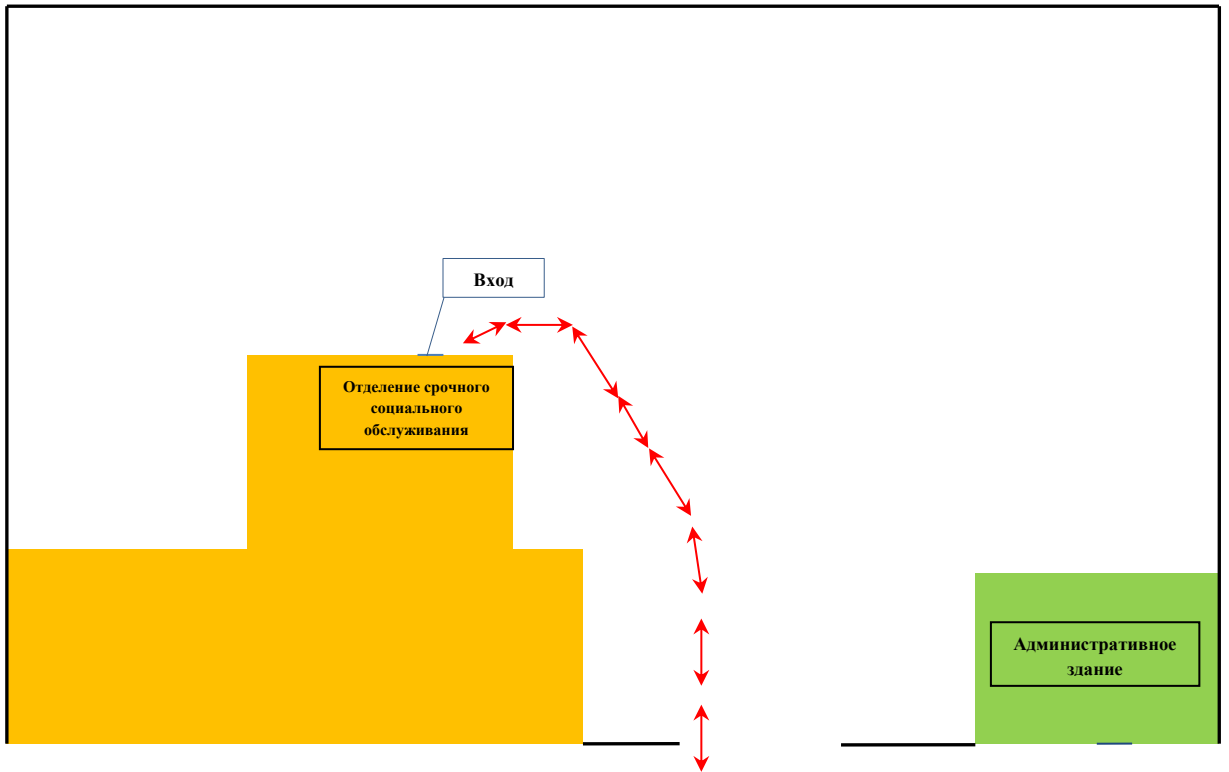 Вход
Отделение срочного
социального
обслуживания
Административное
здание